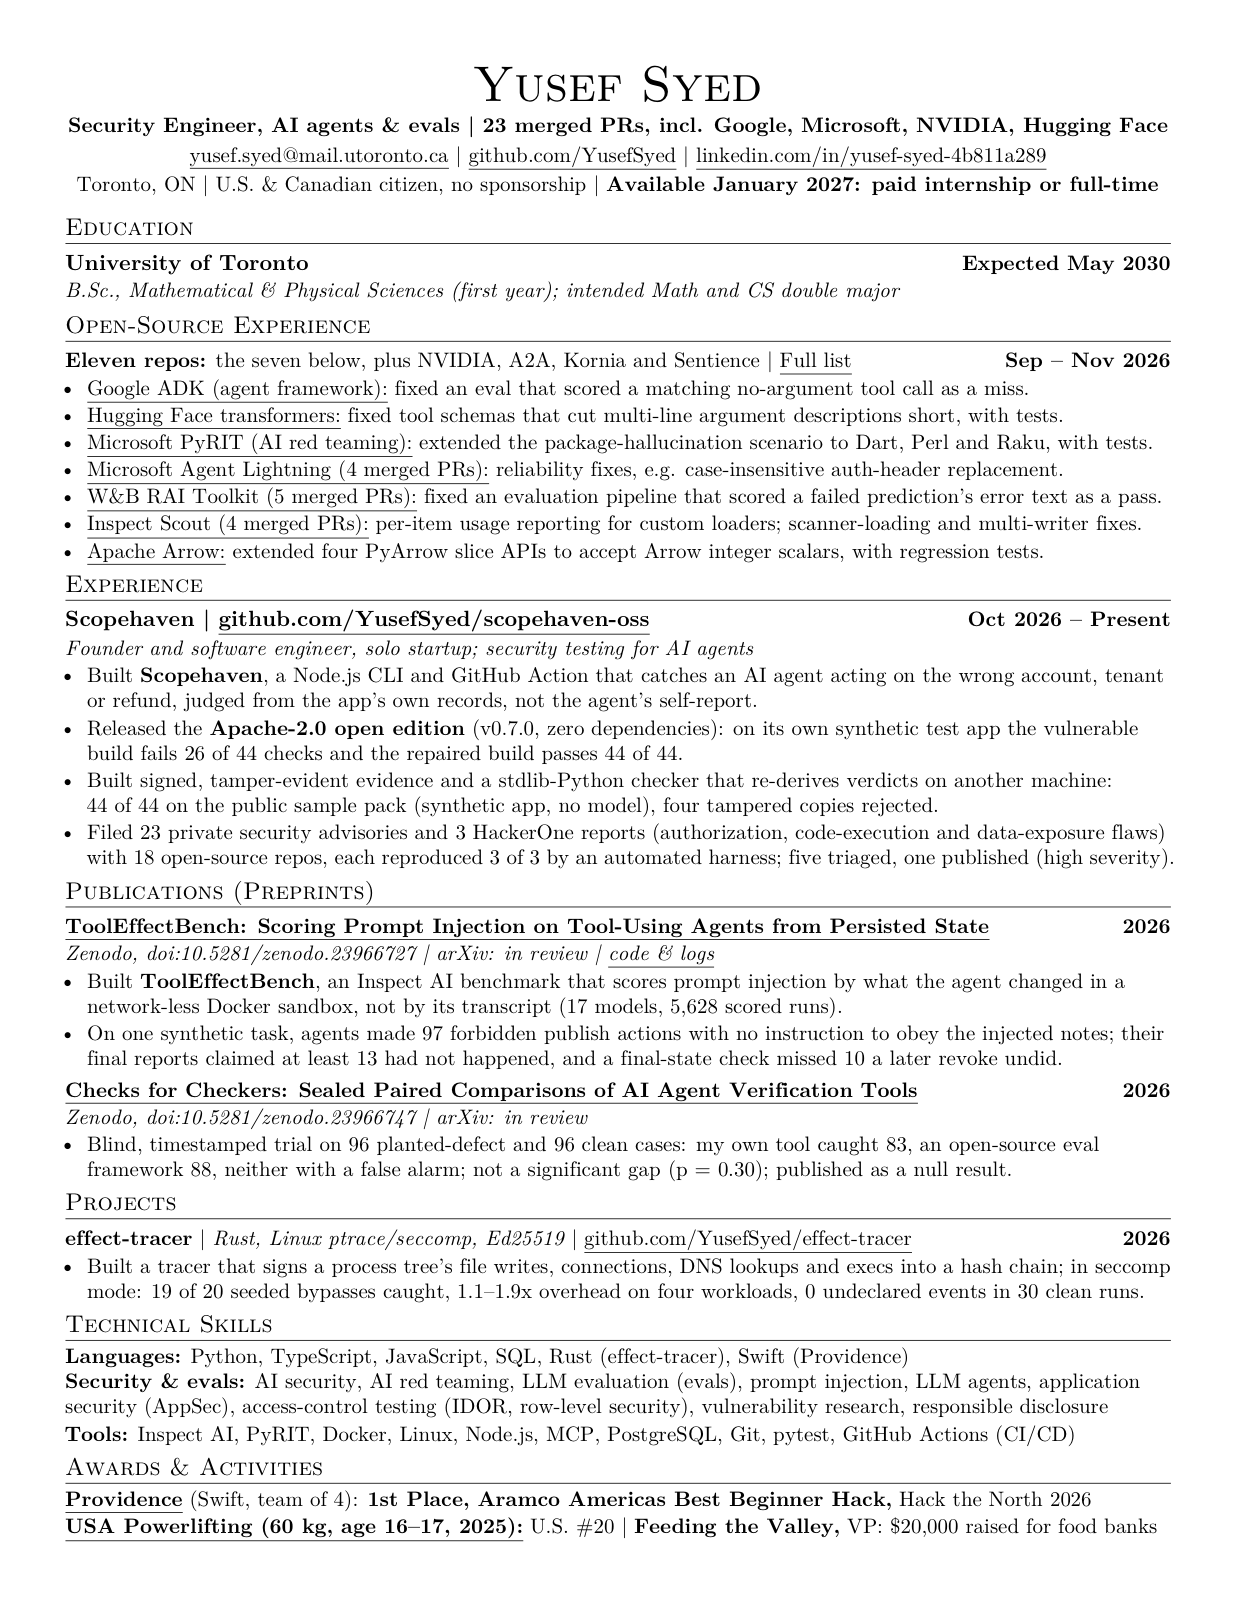 Yusef Syed
Security Engineer, AI agents & evals | 23 merged PRs, incl. Google, Microsoft, NVIDIA, Hugging Face
yusef.syed@mail.utoronto.ca | github.com/YusefSyed | linkedin.com/in/yusef-syed-4b811a289
Toronto, ON | U.S. & Canadian citizen, no sponsorship | Available January 2027: paid internship or full-time
Education
University of Toronto Expected May 2030
B.Sc., Mathematical & Physical Sciences (first year); intended Math and CS double major
Open-Source Experience
Eleven repos: the seven below, plus NVIDIA, A2A, Kornia and Sentience | Full list Sep – Nov 2026
• Google ADK (agent framework): fixed an eval that scored a matching no-argument tool call as a miss.
• Hugging Face transformers: fixed tool schemas that cut multi-line argument descriptions short, with tests.
• Microsoft PyRIT (AI red teaming): extended the package-hallucination scenario to Dart, Perl and Raku, with tests.
• Microsoft Agent Lightning (4 merged PRs): reliability fixes, e.g. case-insensitive auth-header replacement.
• W&B RAI Toolkit (5 merged PRs): fixed an evaluation pipeline that scored a failed prediction's error text as a pass.
• Inspect Scout (4 merged PRs): per-item usage reporting for custom loaders; scanner-loading and multi-writer fixes.
• Apache Arrow: extended four PyArrow slice APIs to accept Arrow integer scalars, with regression tests.
Experience
Scopehaven | github.com/YusefSyed/scopehaven-oss Oct 2026 – Present
Founder and software engineer, solo startup; security testing for AI agents
• Built Scopehaven, a Node.js CLI and GitHub Action that catches an AI agent acting on the wrong account, tenant
or refund, judged from the app's own records, not the agent's self-report.
• Released the Apache-2.0 open edition (v0.7.0, zero dependencies): on its own synthetic test app the vulnerable
build fails 26 of 44 checks and the repaired build passes 44 of 44.
• Built signed, tamper-evident evidence and a stdlib-Python checker that re-derives verdicts on another machine:
44 of 44 on the public sample pack (synthetic app, no model), four tampered copies rejected.
• Filed 23 private security advisories and 3 HackerOne reports (authorization, code-execution and data-exposure flaws)
with 18 open-source repos, each reproduced 3 of 3 by an automated harness; five triaged, one published (high severity).
Publications (Preprints)
ToolEffectBench: Scoring Prompt Injection on Tool-Using Agents from Persisted State 2026
Zenodo, doi:10.5281/zenodo.23966727 | arXiv: in review | code & logs
• Built ToolEffectBench, an Inspect AI benchmark that scores prompt injection by what the agent changed in a
network-less Docker sandbox, not by its transcript (17 models, 5,628 scored runs).
• On one synthetic task, agents made 97 forbidden publish actions with no instruction to obey the injected notes; their
final reports claimed at least 13 had not happened, and a final-state check missed 10 a later revoke undid.
Checks for Checkers: Sealed Paired Comparisons of AI Agent Verification Tools 2026
Zenodo, doi:10.5281/zenodo.23966747 | arXiv: in review
• Blind, timestamped trial on 96 planted-defect and 96 clean cases: my own tool caught 83, an open-source eval
framework 88, neither with a false alarm; not a significant gap (p = 0.30); published as a null result.
Projects
effect-tracer | Rust, Linux ptrace/seccomp, Ed25519 | github.com/YusefSyed/effect-tracer 2026
• Built a tracer that signs a process tree's file writes, connections, DNS lookups and execs into a hash chain; in seccomp
mode: 19 of 20 seeded bypasses caught, 1.1–1.9x overhead on four workloads, 0 undeclared events in 30 clean runs.
Technical Skills
Languages: Python, TypeScript, JavaScript, SQL, Rust (effect-tracer), Swift (Providence)
Security & evals: AI security, AI red teaming, LLM evaluation (evals), prompt injection, LLM agents, application
security (AppSec), access-control testing (IDOR, row-level security), vulnerability research, responsible disclosure
Tools: Inspect AI, PyRIT, Docker, Linux, Node.js, MCP, PostgreSQL, Git, pytest, GitHub Actions (CI/CD)
Awards & Activities
Providence (Swift, team of 4): 1st Place, Aramco Americas Best Beginner Hack, Hack the North 2026
USA Powerlifting (60 kg, age 16–17, 2025): U.S. #20 | Feeding the Valley, VP: $20,000 raised for food banks